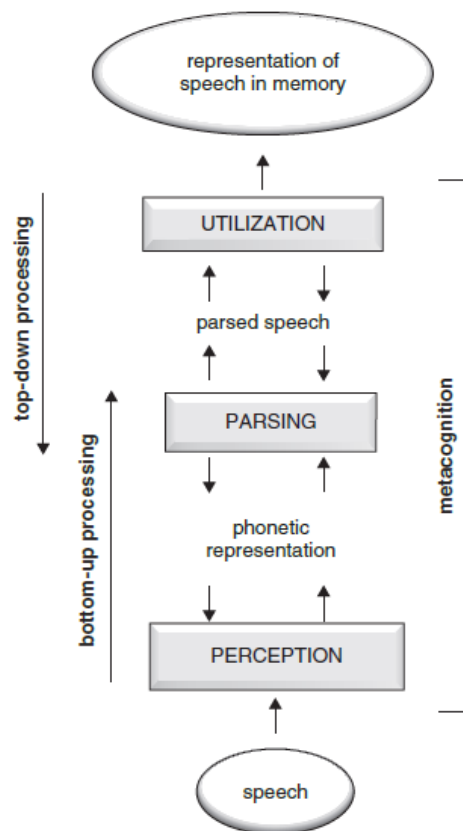 representation of
speech in memory
UTILIZATION
parsed speech
PARSING
phonetic
representation
PERCEPTION
speech
top-down processing
bottom-up processing
metacognition